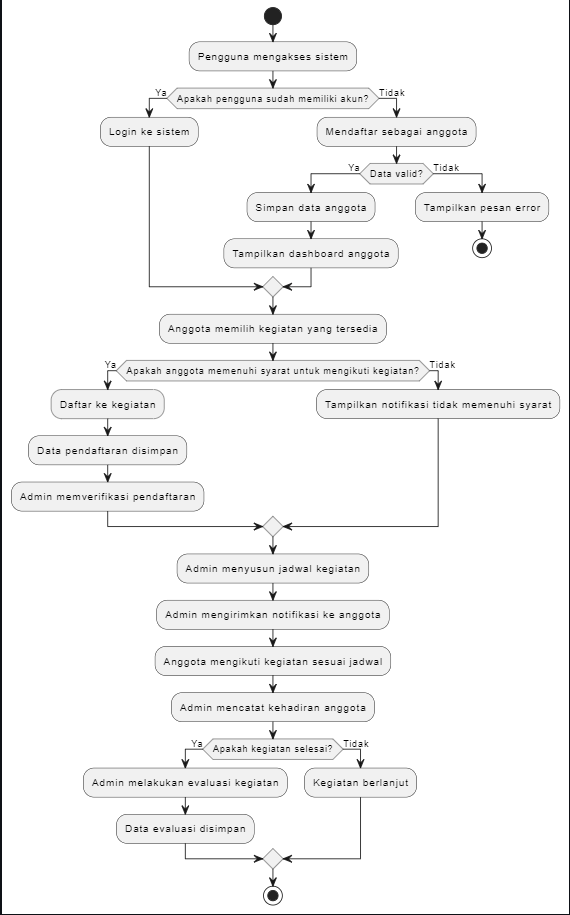 Pengguna mengakses sistem
Ya
Apakah pengguna sudah memiliki akun?
Tidak
Login ke sistem
Mendaftar sebagai anggota
Ya
Data valid?
Tidak
Simpan data anggota
Tampilkan pesan error
Tampilkan dashboard anggota
Anggota memilih kegiatan yang tersedia
Ya
Apakah anggota memenuhi syarat untuk mengikuti kegiatan?
Tidak
Daftar ke kegiatan
Tampilkan notifikasi tidak memenuhi syarat
Data pendaftaran disimpan
Admin memverifikasi pendaftaran
Admin menyusun jadwal kegiatan
Admin mengirimkan notifikasi ke anggota
Anggota mengikuti kegiatan sesuai jadwal
Admin mencatat kehadiran anggota
Ya
Apakah kegiatan selesai?
Tidak
Admin melakukan evaluasi kegiatan
Kegiatan berlanjut
Data evaluasi disimpan